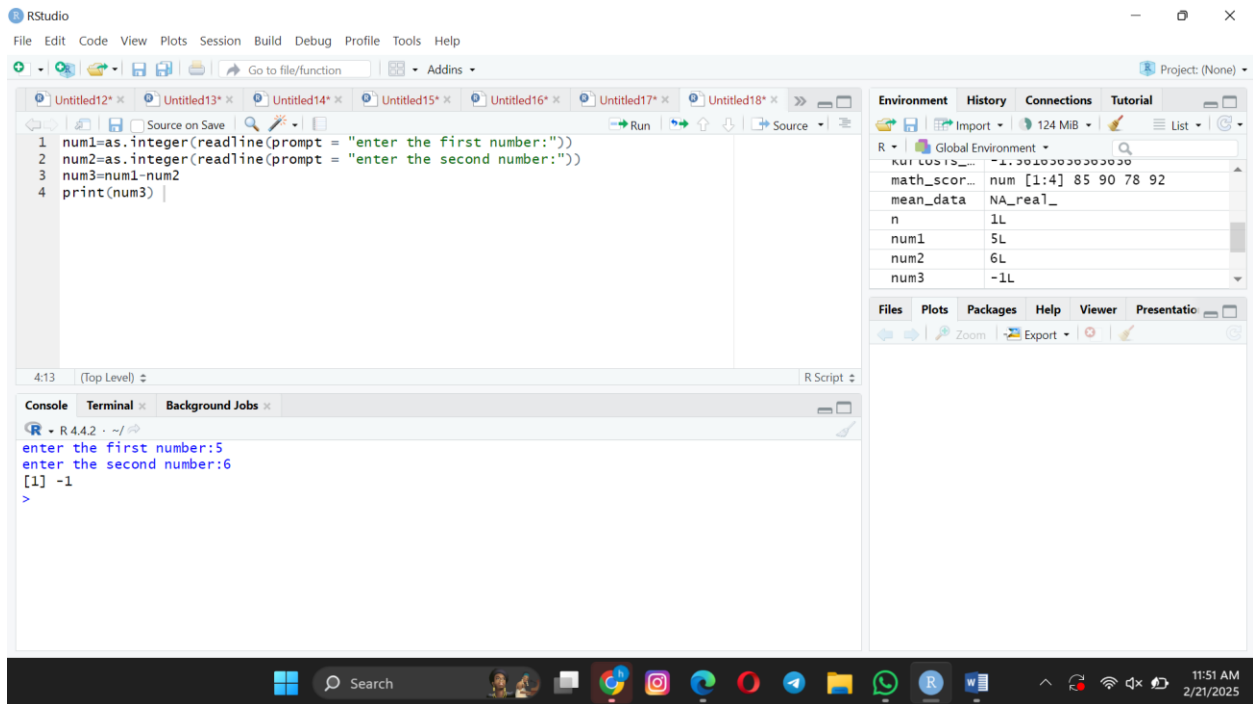 RStudio
File Edit Code View Plots Session Build Debug Profile Tools Help
Go to file/function Addins Project: (None)
Untitled12* Untitled13* Untitled14* Untitled15* Untitled16* Untitled17* Untitled18*
Source on Save Run Source
1 num1=as.integer(readline(prompt = "enter the first number:"))
2 num2=as.integer(readline(prompt = "enter the second number:"))
3 num3=num1-num2
4 print(num3)
4:13 (Top Level) R Script
Console Terminal Background Jobs
R 4.4.2 · ~/
enter the first number:5
enter the second number:6
[1] -1
>
Environment History Connections Tutorial
Import 124 MiB List
R Global Environment
math_scor… num [1:4] 85 90 78 92
mean_data NA_real_
n 1L
num1 5L
num2 6L
num3 -1L
Files Plots Packages Help Viewer Presentatio
Zoom Export
Search
11:51 AM
2/21/2025